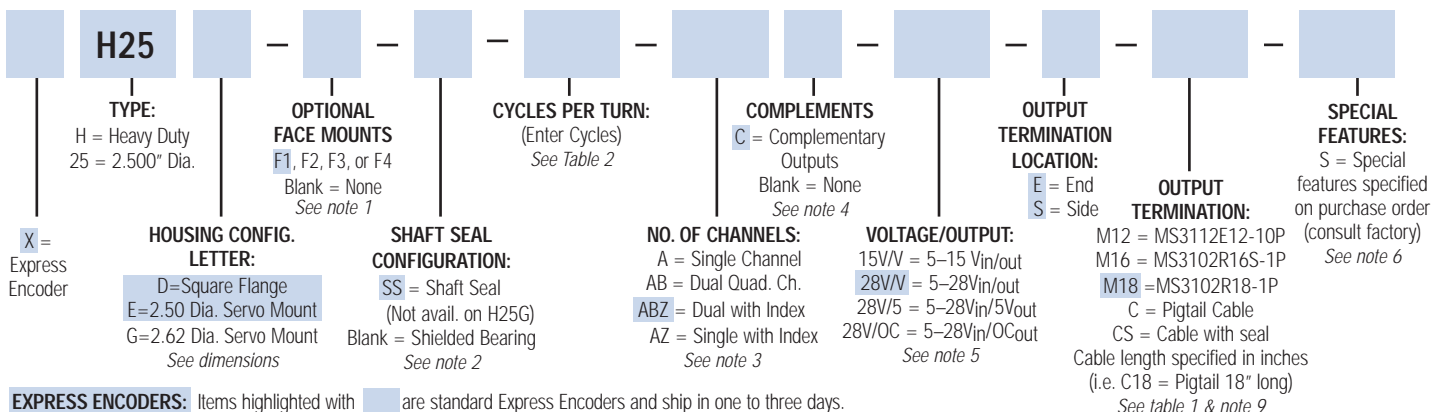 H25 – – – – – – – – –
TYPE:
H = Heavy Duty
25 = 2.500" Dia.
OPTIONAL
FACE MOUNTS
F1, F2, F3, or F4
Blank = None
See note 1
CYCLES PER TURN:
(Enter Cycles)
See Table 2
COMPLEMENTS
C = Complementary
Outputs
Blank = None
See note 4
OUTPUT
TERMINATION
LOCATION:
E = End
S = Side
SPECIAL
FEATURES:
S = Special
features specified
on purchase order
(consult factory)
See note 6
X =
Express
Encoder
HOUSING CONFIG.
LETTER:
D=Square Flange
E=2.50 Dia. Servo Mount
G=2.62 Dia. Servo Mount
See dimensions
SHAFT SEAL
CONFIGURATION:
SS = Shaft Seal
(Not avail. on H25G)
Blank = Shielded Bearing
See note 2
NO. OF CHANNELS:
A = Single Channel
AB = Dual Quad. Ch.
ABZ = Dual with Index
AZ = Single with Index
See note 3
VOLTAGE/OUTPUT:
15V/V = 5–15 Vin/out
28V/V = 5–28Vin/out
28V/5 = 5–28Vin/5Vout
28V/OC = 5–28Vin/OCout
See note 5
OUTPUT
TERMINATION:
M12 = MS3112E12-10P
M16 = MS3102R16S-1P
M18 =MS3102R18-1P
C = Pigtail Cable
CS = Cable with seal
Cable length specified in inches
(i.e. C18 = Pigtail 18" long)
See table 1 & note 9
EXPRESS ENCODERS: Items highlighted with are standard Express Encoders and ship in one to three days.